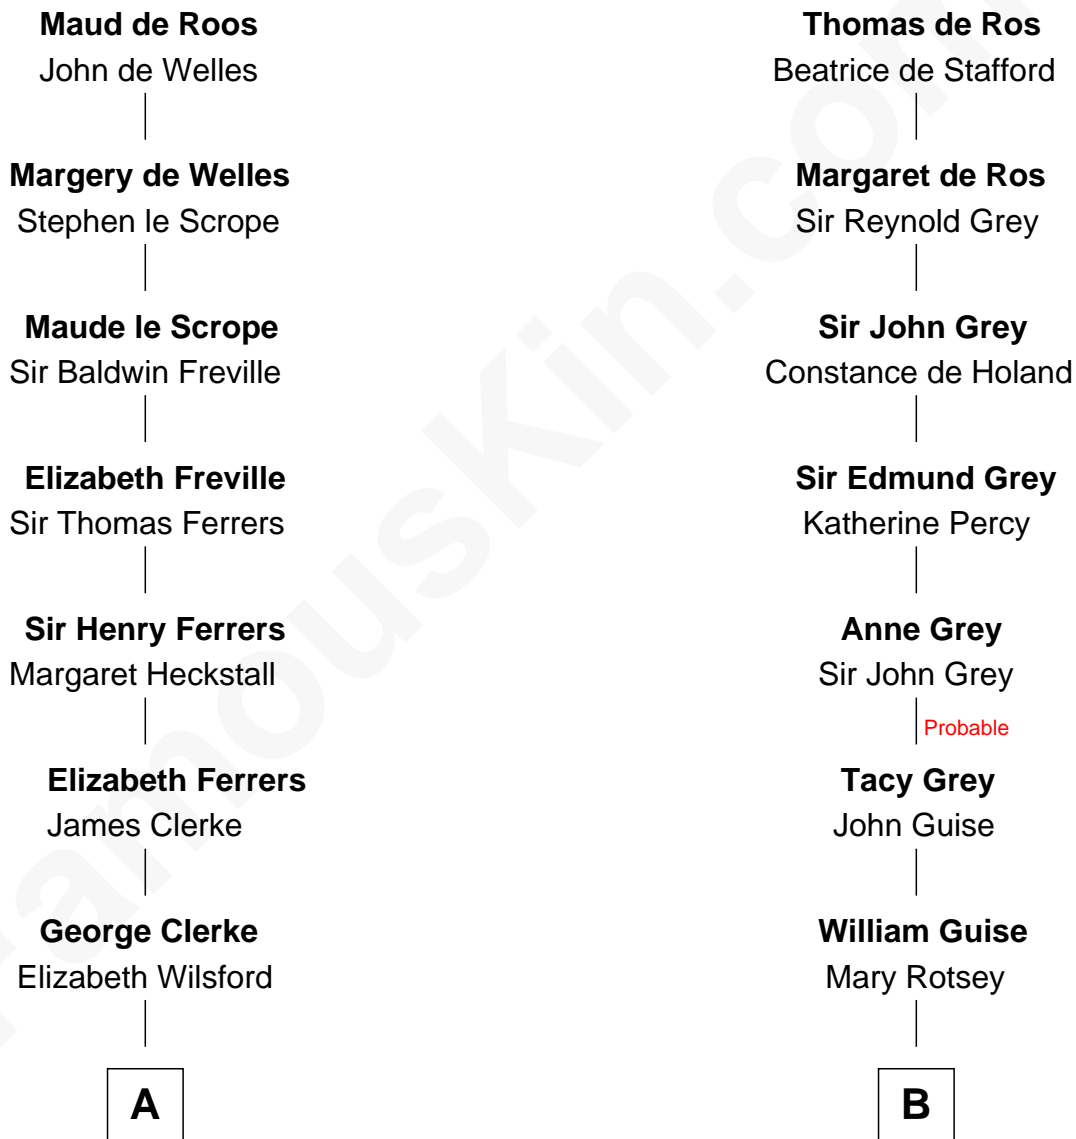 Maud de Roos
John de Welles
Margery de Welles
Stephen le Scrope
Maude le Scrope
Sir Baldwin Freville
Elizabeth Freville
Sir Thomas Ferrers
Sir Henry Ferrers
Margaret Heckstall
Elizabeth Ferrers
James Clerke
George Clerke
Elizabeth Wilsford
A
Thomas de Ros
Beatrice de Stafford
Margaret de Ros
Sir Reynold Grey
Sir John Grey
Constance de Holand
Sir Edmund Grey
Katherine Percy
Anne Grey
Sir John Grey
Probable
Tacy Grey
John Guise
William Guise
Mary Rotsey
B
FamousKin.com